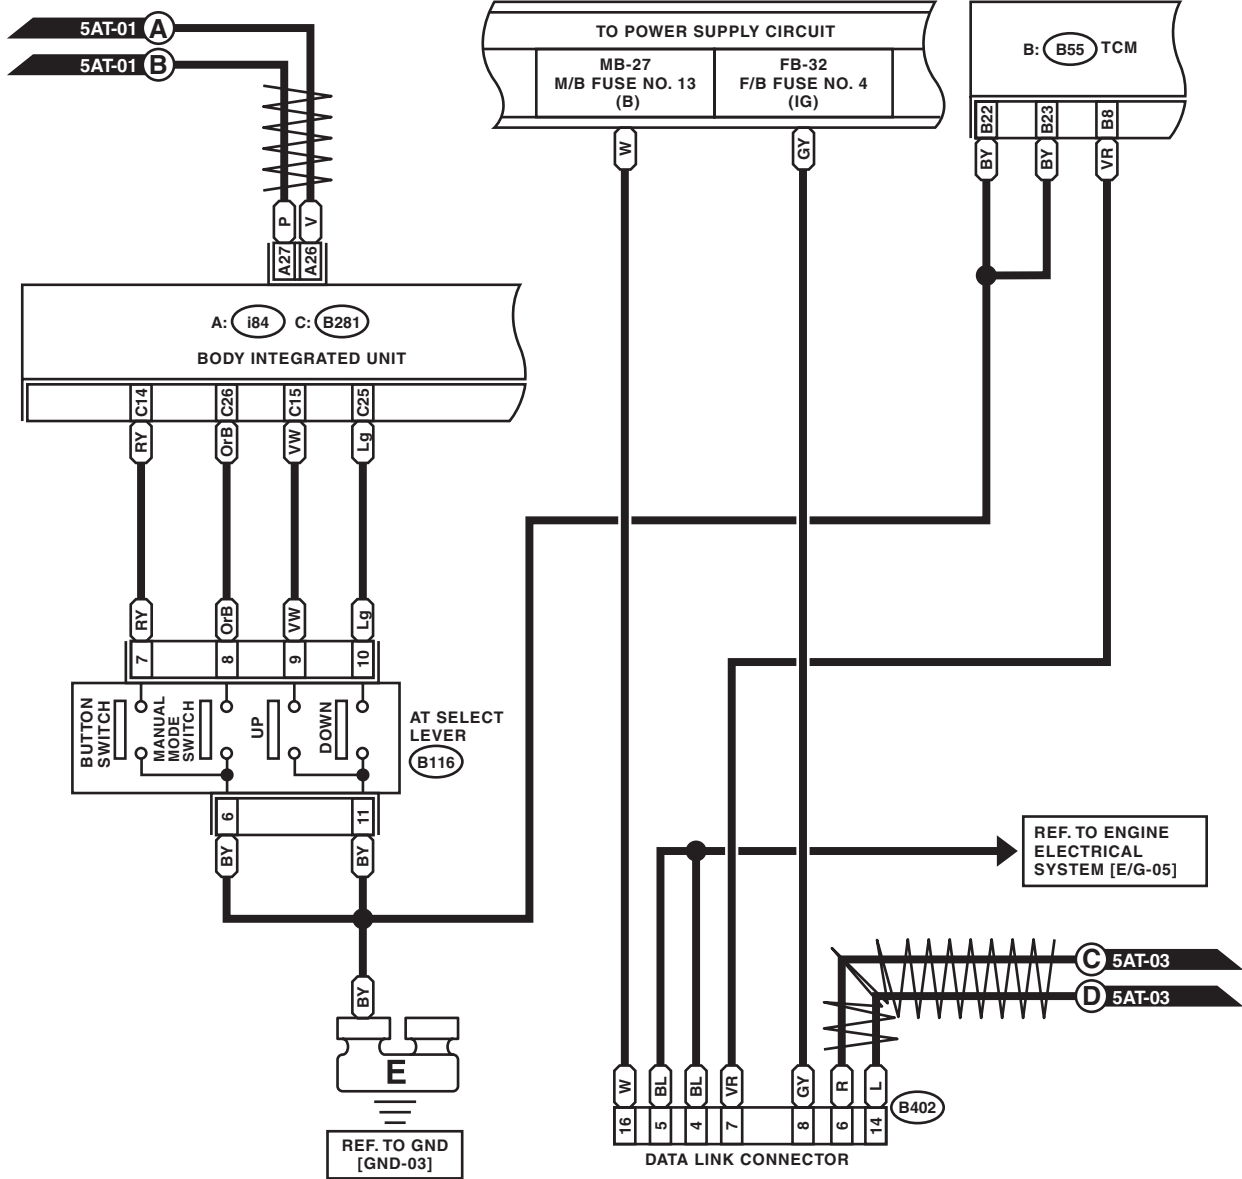 5AT-01 A
5AT-01 B
TO POWER SUPPLY CIRCUIT
MB-27
M/B FUSE NO. 13
(B)
FB-32
F/B FUSE NO. 4
(IG)
B: B55 TCM
B22 B23 B8
W GY BY BY VR
P V
A27 A26
A: i84 C: B281
BODY INTEGRATED UNIT
C14 C26 C15 C25
RY OrB VW Lg
RY OrB VW Lg
7 8 9 10
BUTTON
SWITCH
MANUAL
MODE
SWITCH
UP
DOWN
AT SELECT
LEVER
B116
6 11
BY BY
REF. TO ENGINE
ELECTRICAL
SYSTEM [E/G-05]
C 5AT-03
D 5AT-03
BY
E
REF. TO GND
[GND-03]
W BL BL VR GY R L
16 5 4 7 8 6 14
B402
DATA LINK CONNECTOR